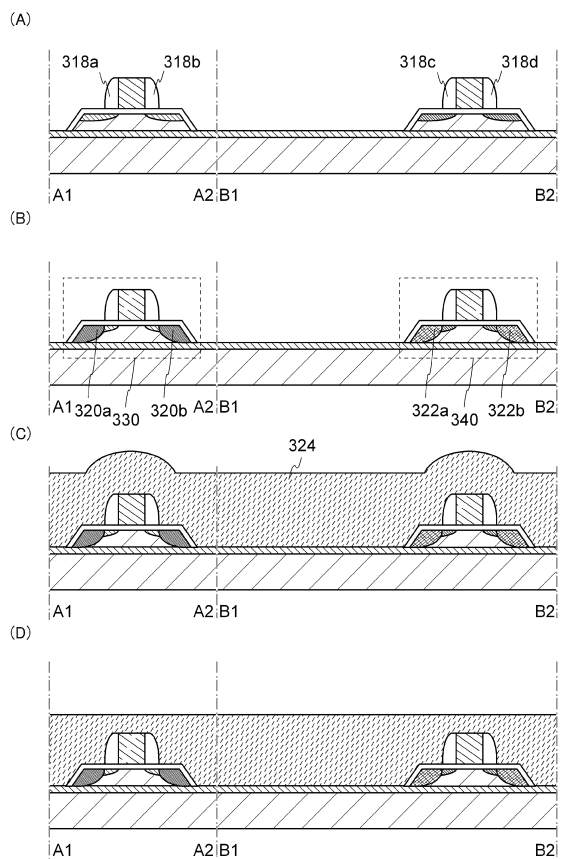 (A)
318a 318b 318c 318d
A1 A2 B1 B2
(B)
A1 320a 330 320b A2 B1 322a 340 322b B2
(C)
324
A1 A2 B1 B2
(D)
A1 A2 B1 B2